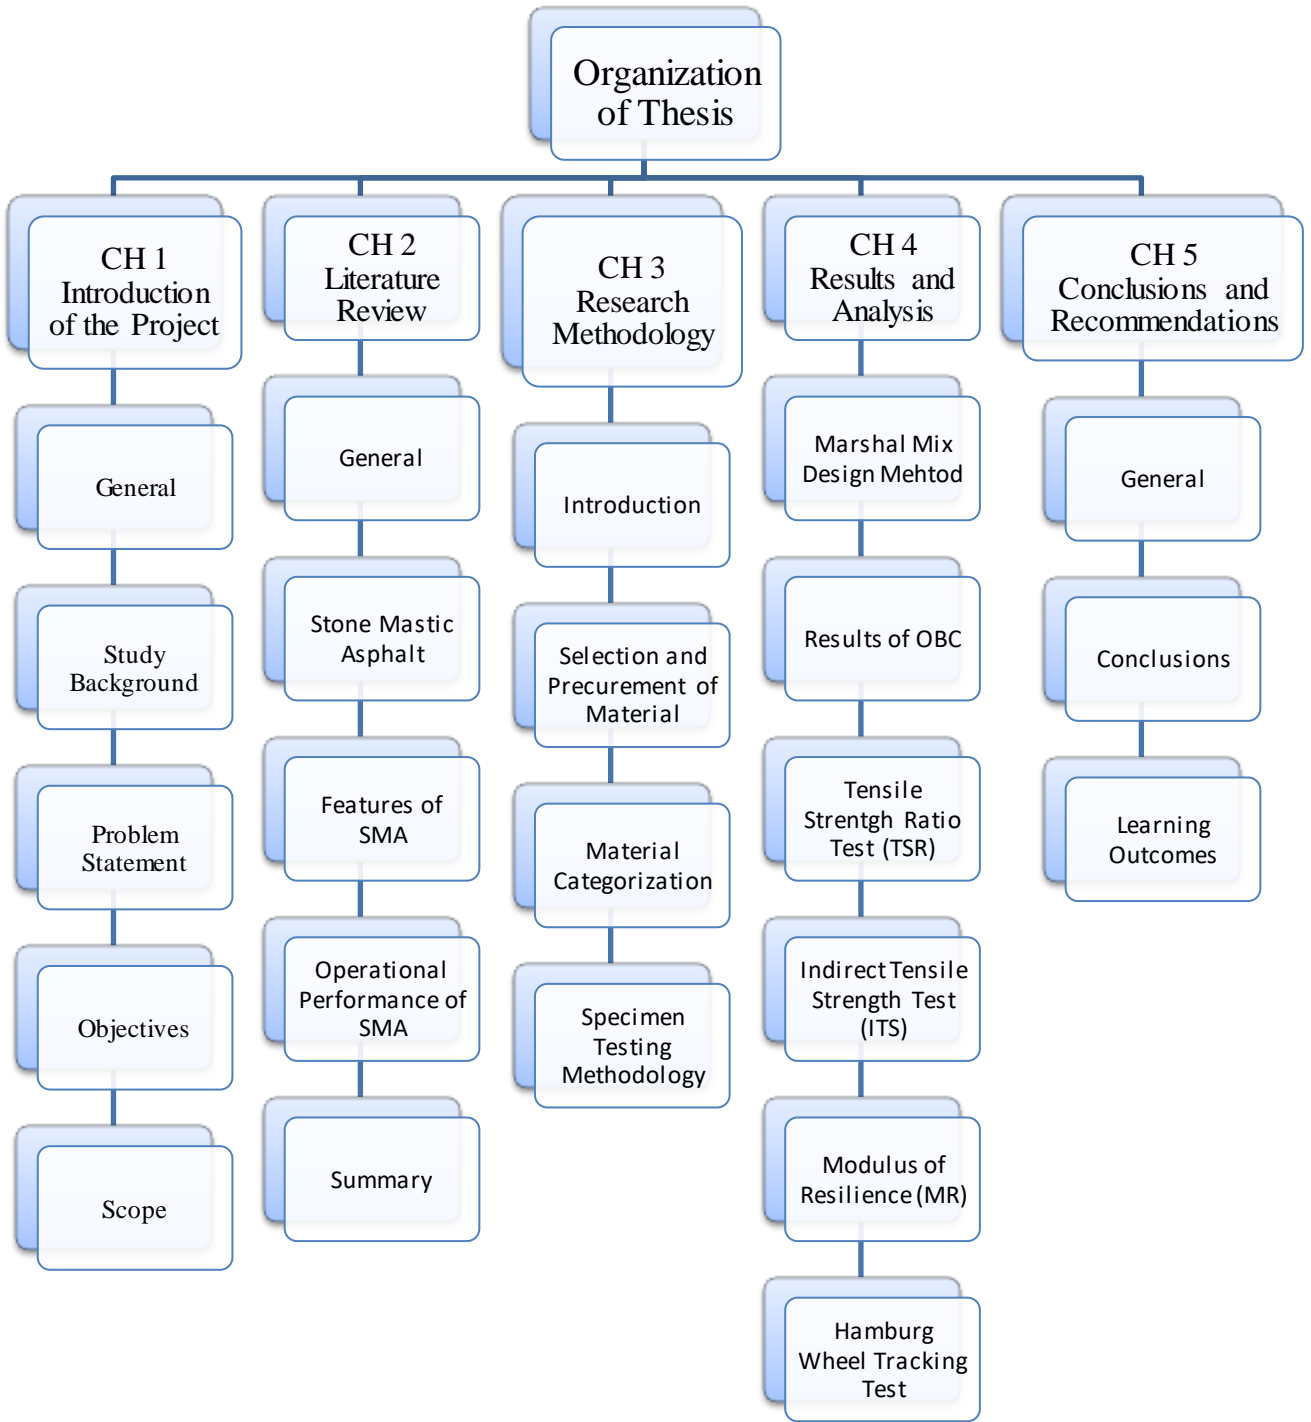 Organization
of Thesis
CH 1
Introduction
of the Project
General
Study
Background
Problem
Statement
Objectives
Scope
CH 2
Literature
Review
General
Stone Mastic
Asphalt
Features of
SMA
Operational
Performance of
SMA
Summary
CH 3
Research
Methodology
Introduction
Selection and
Procurement of
Material
Material
Categorization
Specimen
Testing
Methodology
CH 4
Results and
Analysis
Marshal Mix
Design Mehtod
Results of OBC
Tensile
Strentgh Ratio
Test (TSR)
Indirect Tensile
Strength Test
(ITS)
Modulus of
Resilience (MR)
Hamburg
Wheel Tracking
Test
CH 5
Conclusions and
Recommendations
General
Conclusions
Learning
Outcomes